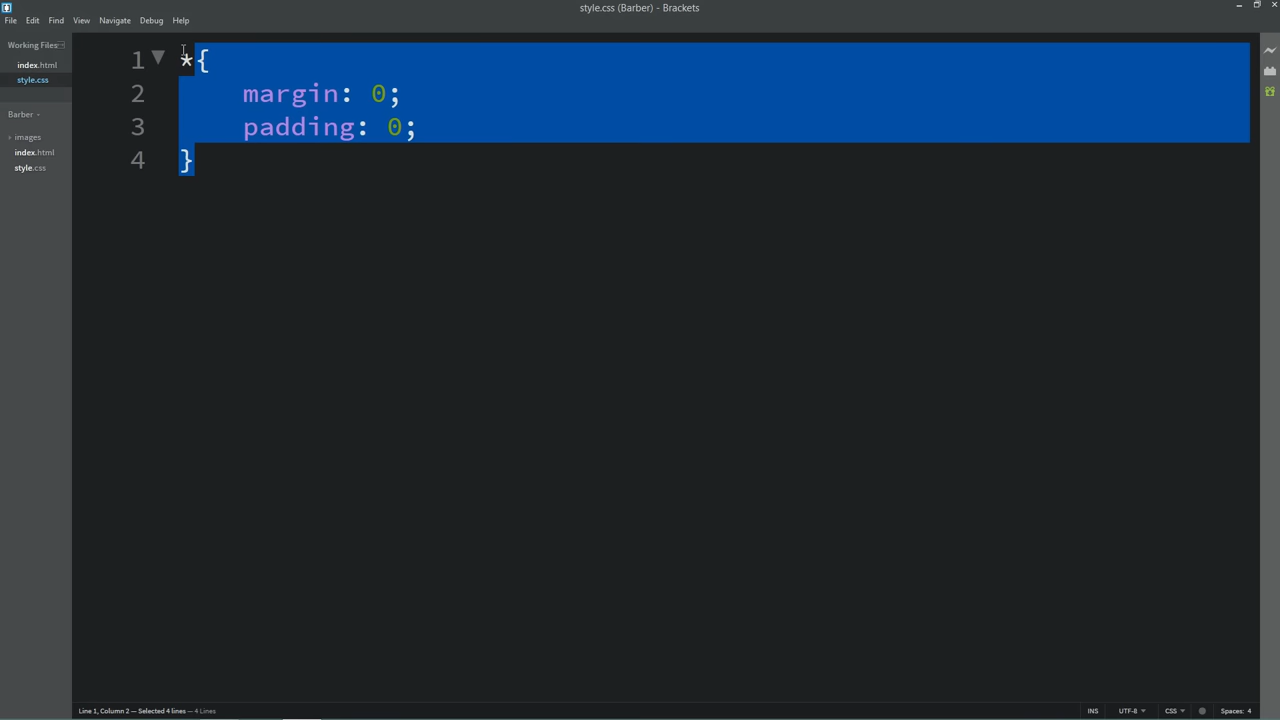 style.css (Barber) - Brackets
File Edit Find View Navigate Debug Help
Working Files
index.html
style.css
Barber
images
index.html
style.css
1 *{
2 margin: 0;
3 padding: 0;
4 }
Line 1, Column 2 — Selected 4 lines — 4 Lines
INS UTF-8 CSS Spaces: 4